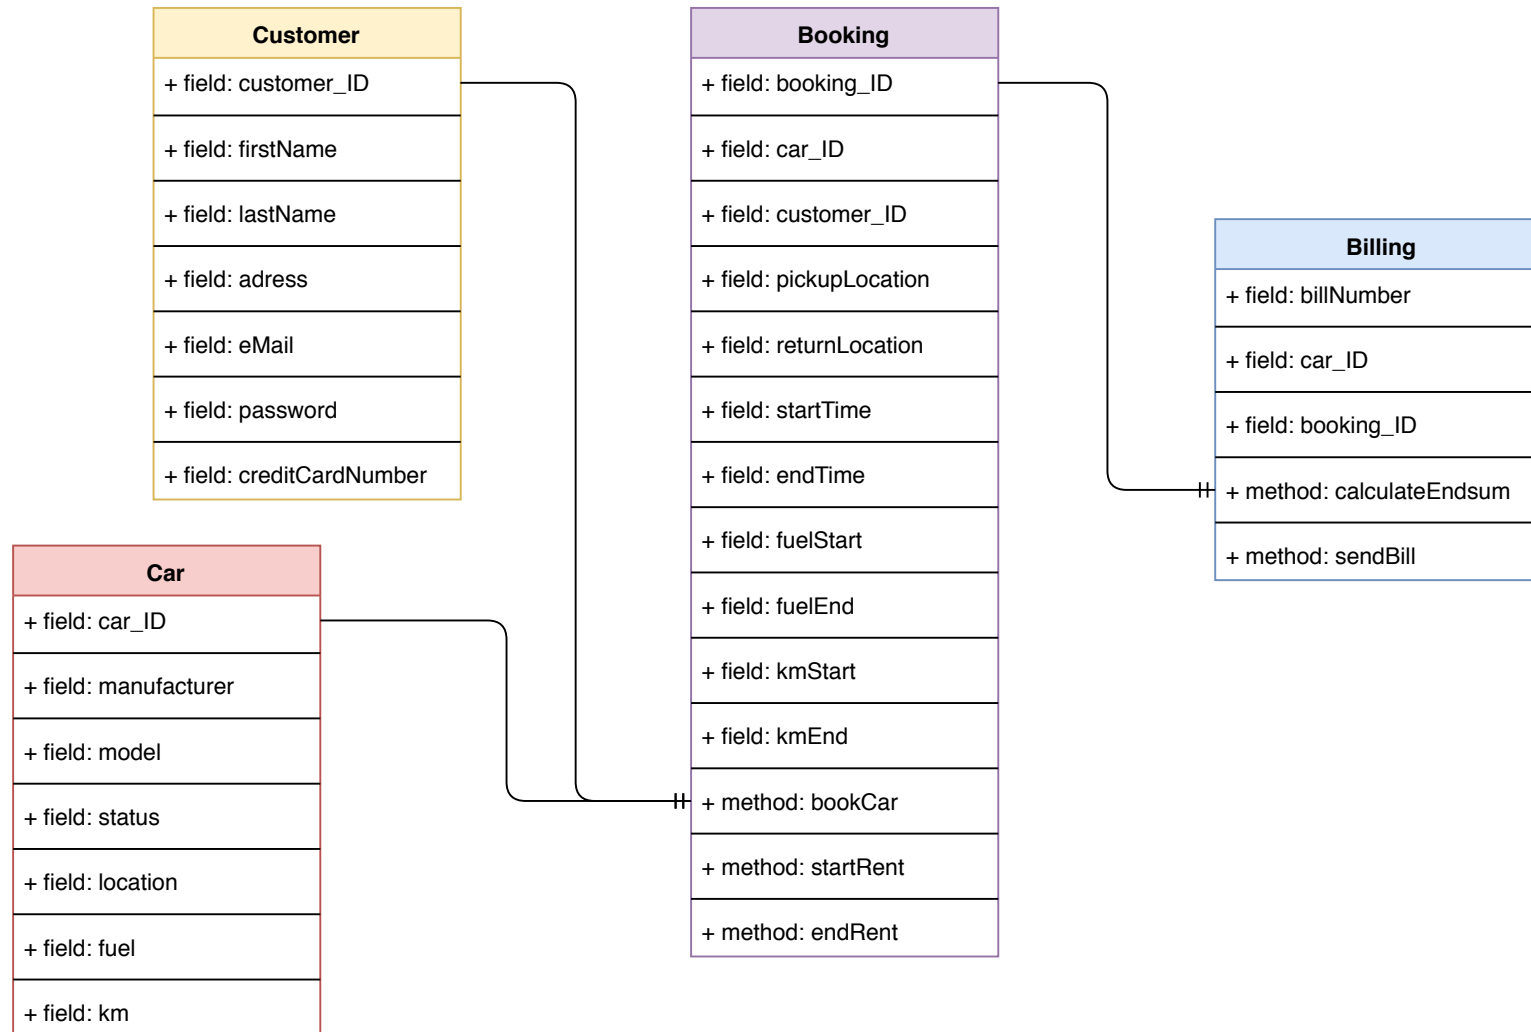 Customer
+ field: customer_ID
+ field: firstName
+ field: lastName
+ field: adress
+ field: eMail
+ field: password
+ field: creditCardNumber
Car
+ field: car_ID
+ field: manufacturer
+ field: model
+ field: status
+ field: location
+ field: fuel
+ field: km
Booking
+ field: booking_ID
+ field: car_ID
+ field: customer_ID
+ field: pickupLocation
+ field: returnLocation
+ field: startTime
+ field: endTime
+ field: fuelStart
+ field: fuelEnd
+ field: kmStart
+ field: kmEnd
+ method: bookCar
+ method: startRent
+ method: endRent
Billing
+ field: billNumber
+ field: car_ID
+ field: booking_ID
+ method: calculateEndsum
+ method: sendBill